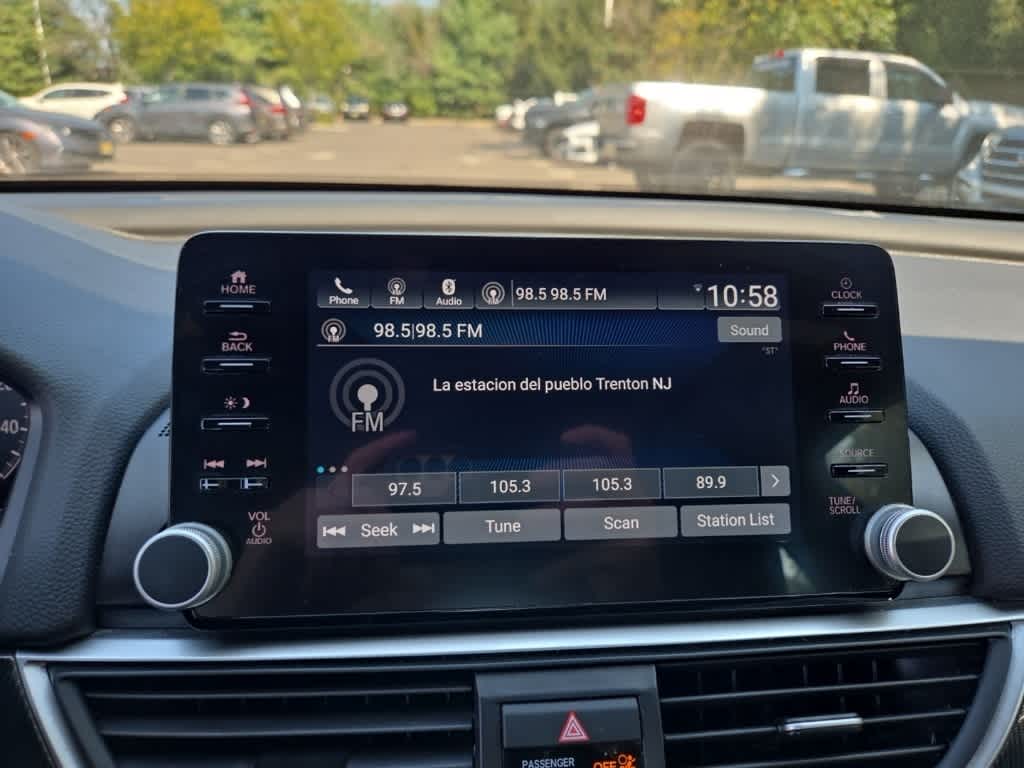 HOME
BACK
VOL
AUDIO
Phone
FM
Audio
98.5 98.5 FM
10:58
98.5|98.5 FM
Sound
"ST"
La estacion del pueblo Trenton NJ
FM
97.5
105.3
105.3
89.9
Seek
Tune
Scan
Station List
CLOCK
PHONE
AUDIO
SOURCE
TUNE/
SCROLL
40
PASSENGER
OFF